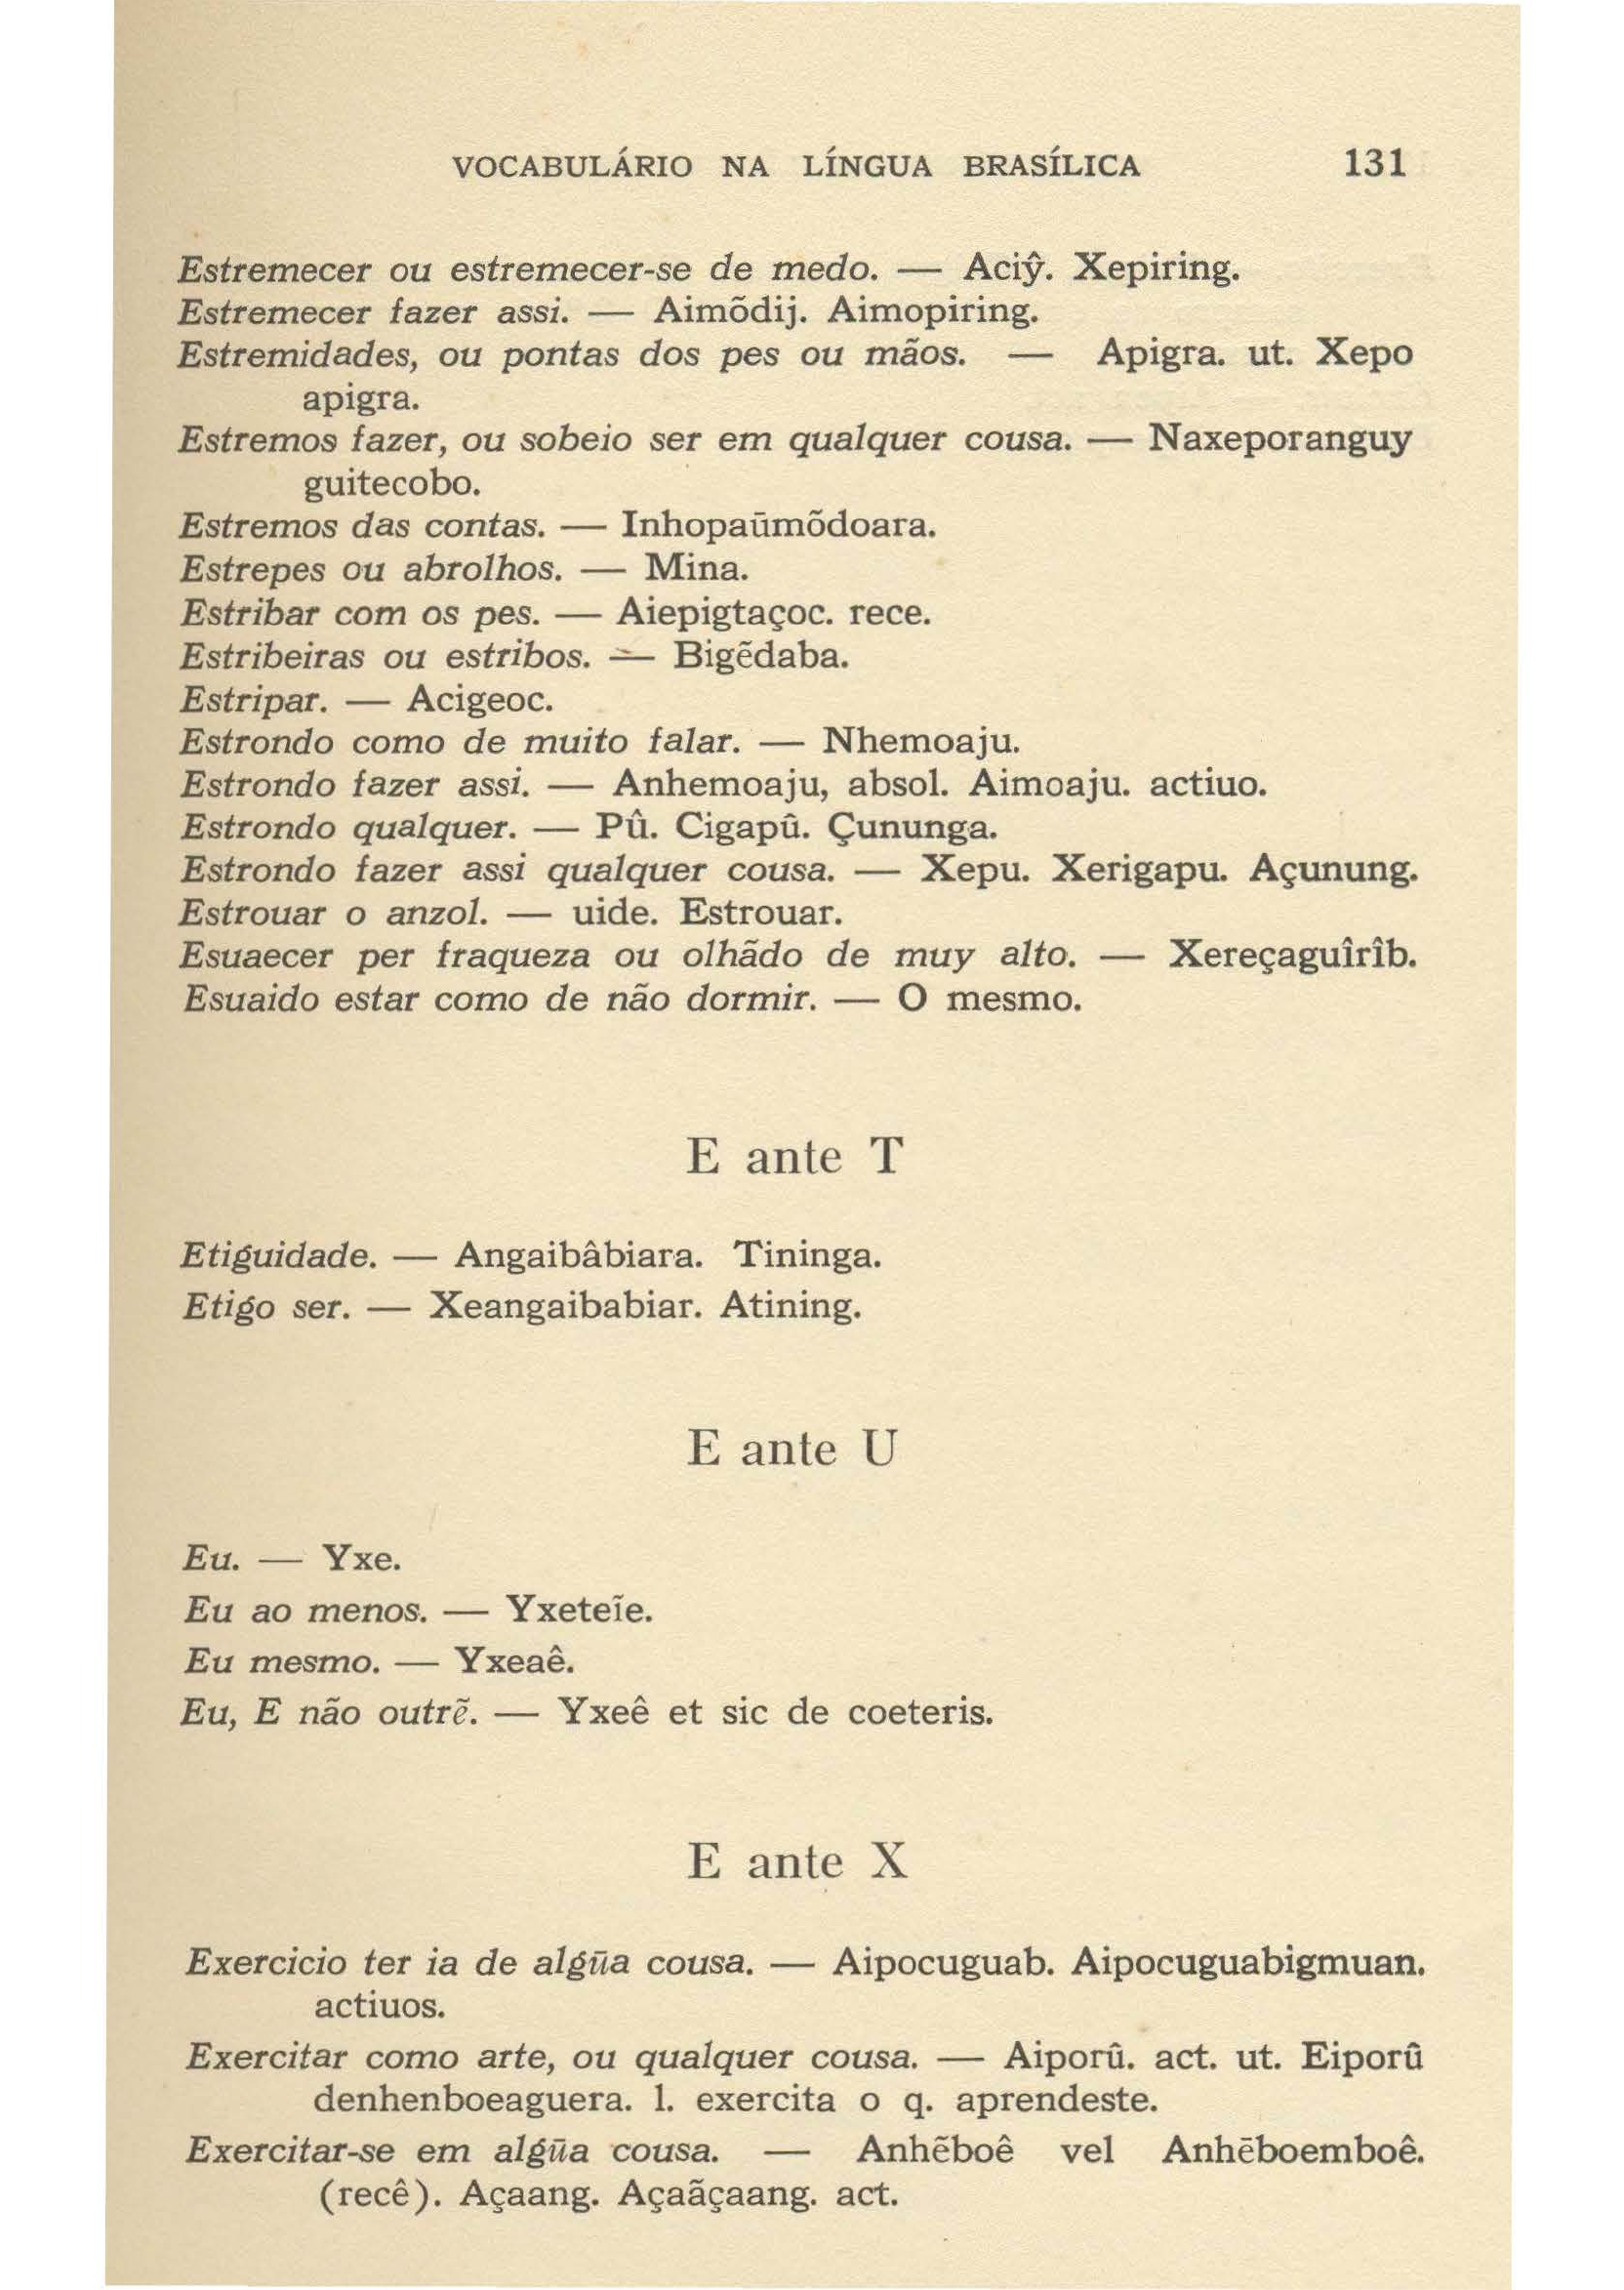 VOCABULÁRIO NA LÍNGUA BRASÍLICA 131
Estremecer ou estremecer-se de medo. — Aciŷ. Xepiring.
Estremecer fazer assi. — Aimõdij. Aimopiring.
Estremidades, ou pontas dos pes ou mãos. — Apigra. ut. Xepo
apigra.
Estremos fazer, ou sobeio ser em qualquer cousa. — Naxeporanguy
guitecobo.
Estremos das contas. — Inhopaũmõdoara.
Estrepes ou abrolhos. — Mina.
Estribar com os pes. — Aiepigtaçoc. rece.
Estribeiras ou estribos. — Bigẽdaba.
Estripar. — Acigeoc.
Estrondo como de muito falar. — Nhemoaju.
Estrondo fazer assi. — Anhemoaju, absol. Aimoaju. actiuo.
Estrondo qualquer. — Pû. Cigapû. Çununga.
Estrondo fazer assi qualquer cousa. — Xepu. Xerigapu. Açunung.
Estrouar o anzol. — uide. Estrouar.
Esuaecer per fraqueza ou olhãdo de muy alto. — Xereçaguîrîb.
Esuaido estar como de não dormir. — O mesmo.
E ante T
Etiguidade. — Angaibâbiara. Tininga.
Etigo ser. — Xeangaibabiar. Atining.
E ante U
Eu. — Yxe.
Eu ao menos. — Yxeteĩe.
Eu mesmo. — Yxeaê.
Eu, E não outrẽ. — Yxeê et sic de coeteris.
E ante X
Exercicio ter ia de algũa cousa. — Aipocuguab. Aipocuguabigmuan.
actiuos.
Exercitar como arte, ou qualquer cousa. — Aiporû. act. ut. Eiporû
denhenboeaguera. l. exercita o q. aprendeste.
Exercitar-se em algũa cousa. — Anhẽboê vel Anhẽboemboê.
(recê). Açaang. Açaãçaang. act.